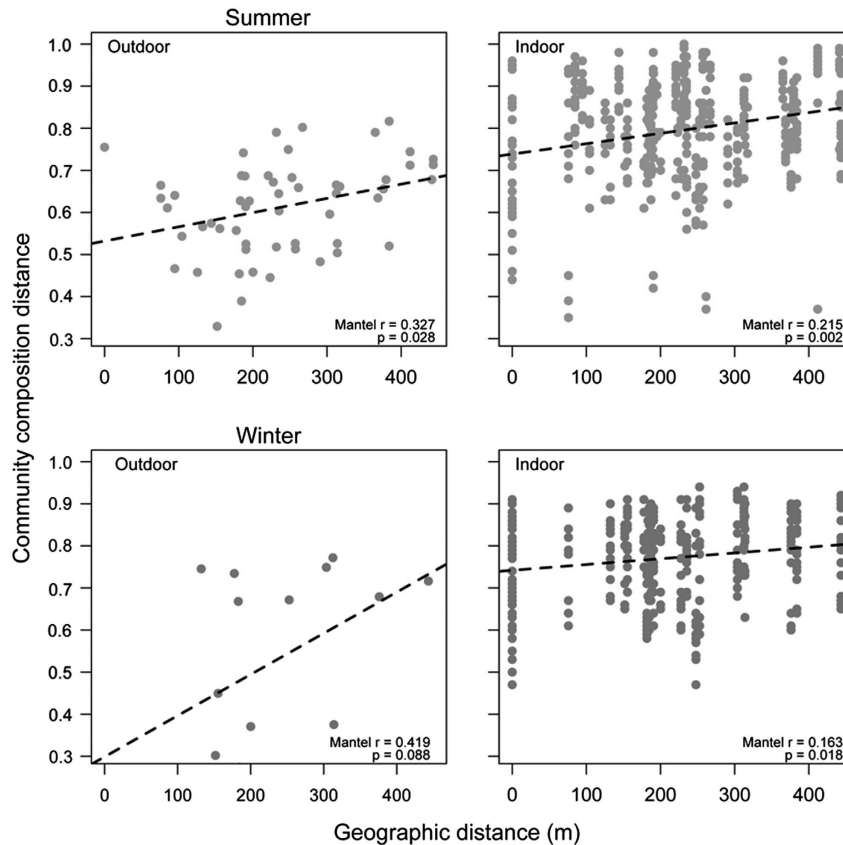 Summer
Outdoor
Indoor
1.0
0.9
0.8
0.7
0.6
0.5
0.4
0.3
Mantel r = 0.327
p = 0.028
Mantel r = 0.215
p = 0.002
0 100 200 300 400
0 100 200 300 400
Community composition distance
Winter
Outdoor
Indoor
1.0
0.9
0.8
0.7
0.6
0.5
0.4
0.3
Mantel r = 0.419
p = 0.088
Mantel r = 0.163
p = 0.018
0 100 200 300 400
0 100 200 300 400
Geographic distance (m)